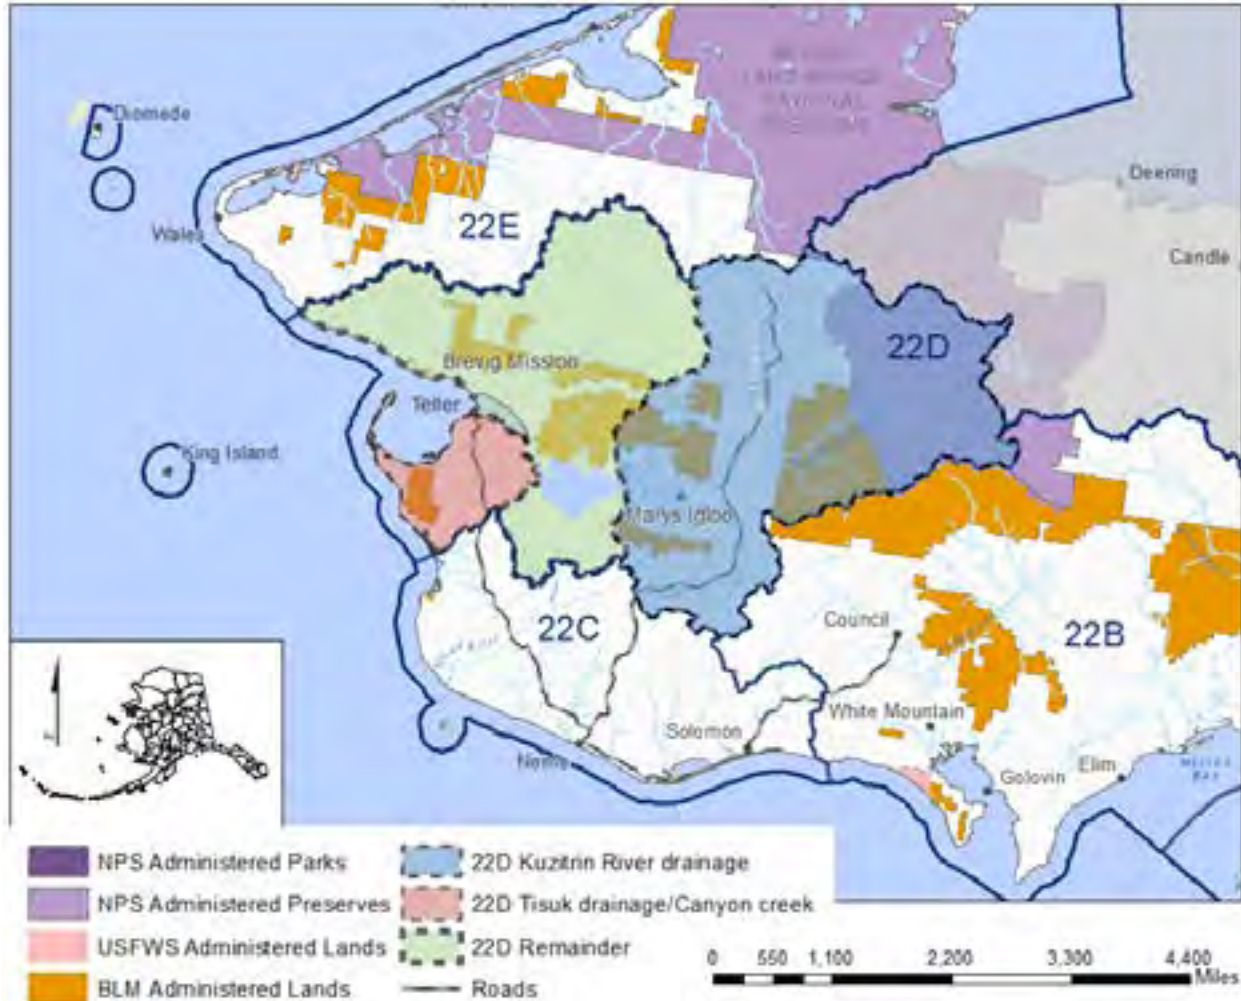 Diomede
Deering
Wales
22E
Candle
22D
Brevig Mission
Teller
King Island
Marys Igloo
22C
Council
22B
White Mountain
Solomon
Nome
Golovin
Elim
NPS Administered Parks
NPS Administered Preserves
USFWS Administered Lands
BLM Administered Lands
22D Kuzitrin River drainage
22D Tisuk drainage/Canyon creek
22D Remainder
Roads
0 550 1,100 2,200 3,300 4,400
Miles